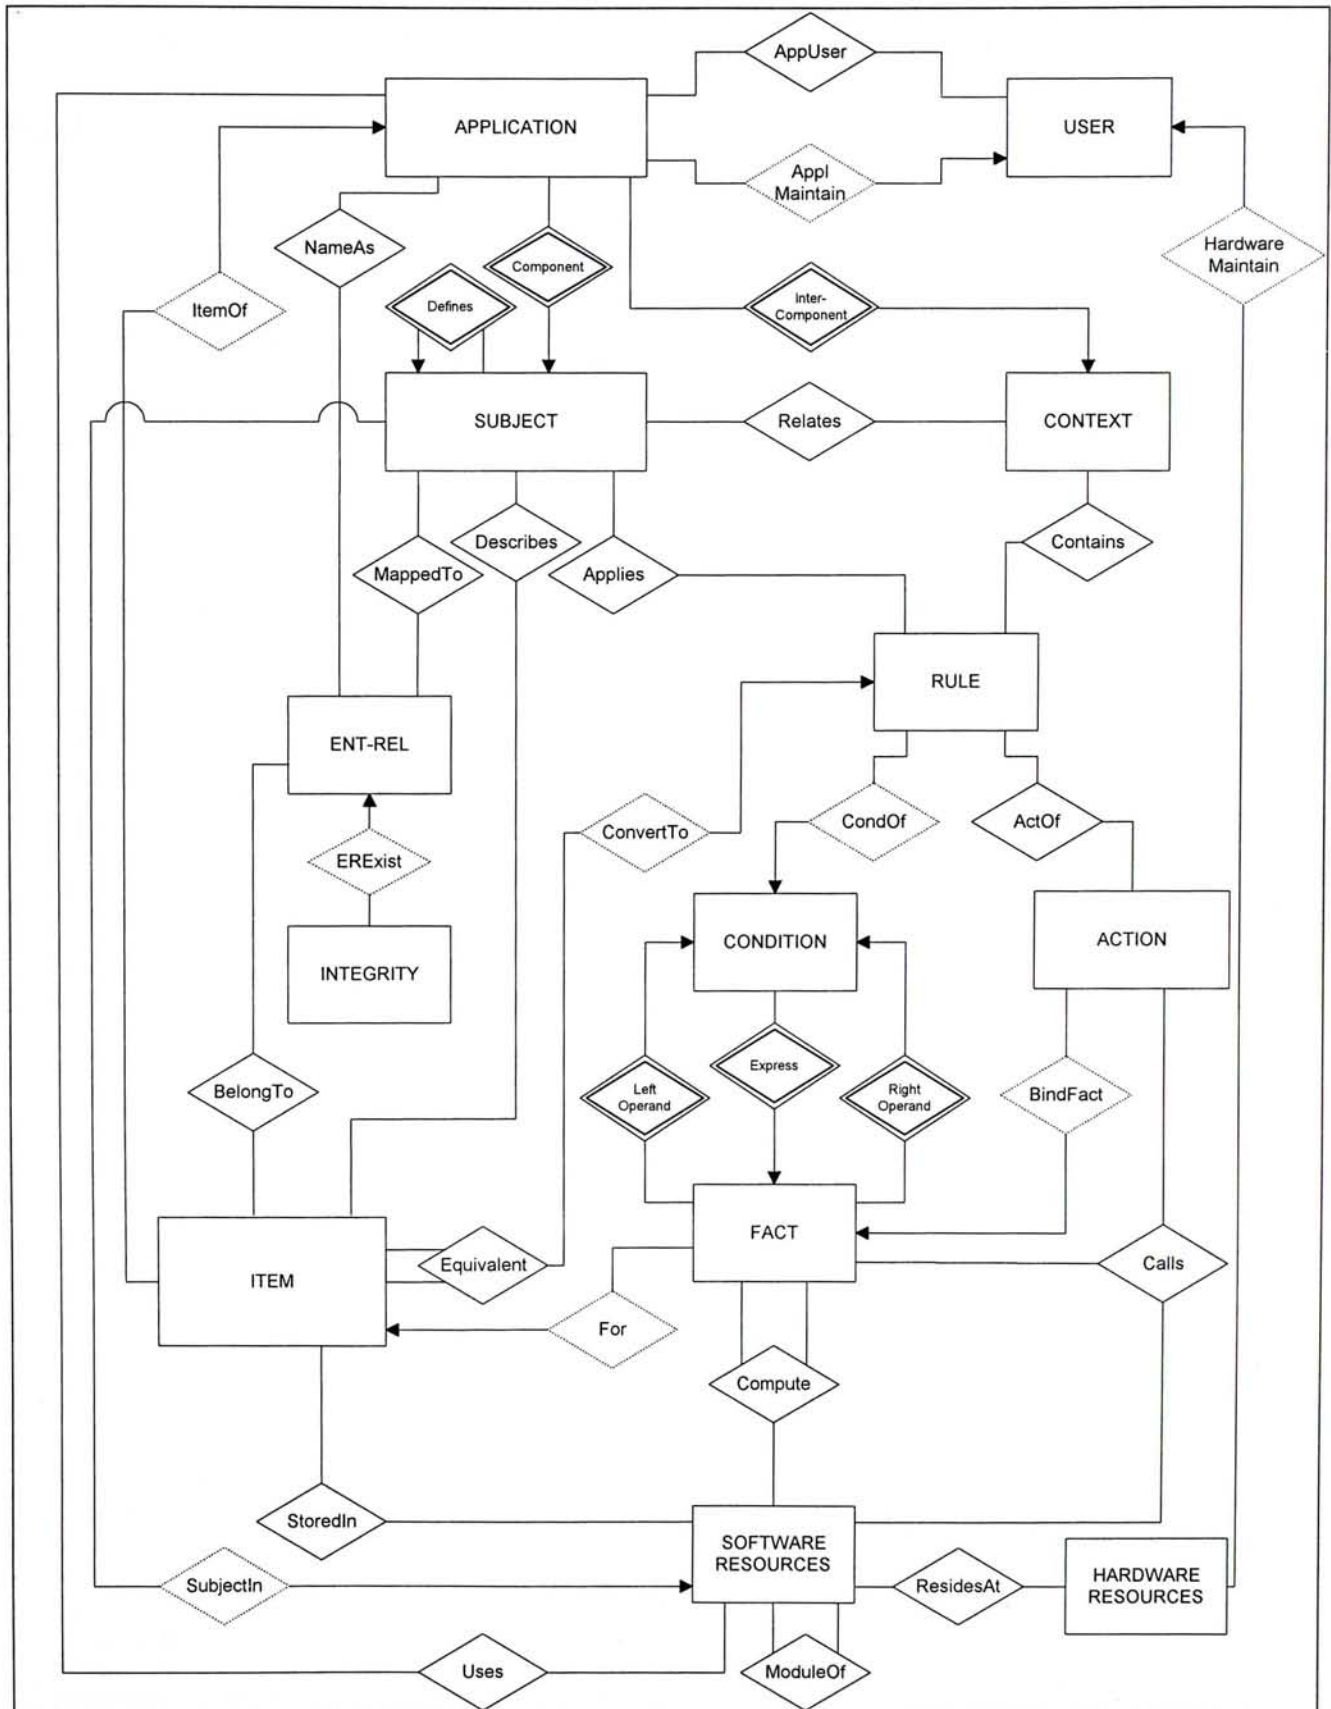 AppUser
APPLICATION
USER
Appl
Maintain
NameAs
Component
Hardware
Maintain
ItemOf
Defines
Inter-
Component
SUBJECT
Relates
CONTEXT
MappedTo
Describes
Applies
Contains
RULE
ENT-REL
ConvertTo
CondOf
ActOf
ERExist
CONDITION
ACTION
INTEGRITY
BelongTo
Left
Operand
Express
Right
Operand
BindFact
FACT
ITEM
Equivalent
Calls
For
Compute
StoredIn
SOFTWARE
RESOURCES
SubjectIn
ResidesAt
HARDWARE
RESOURCES
Uses
ModuleOf